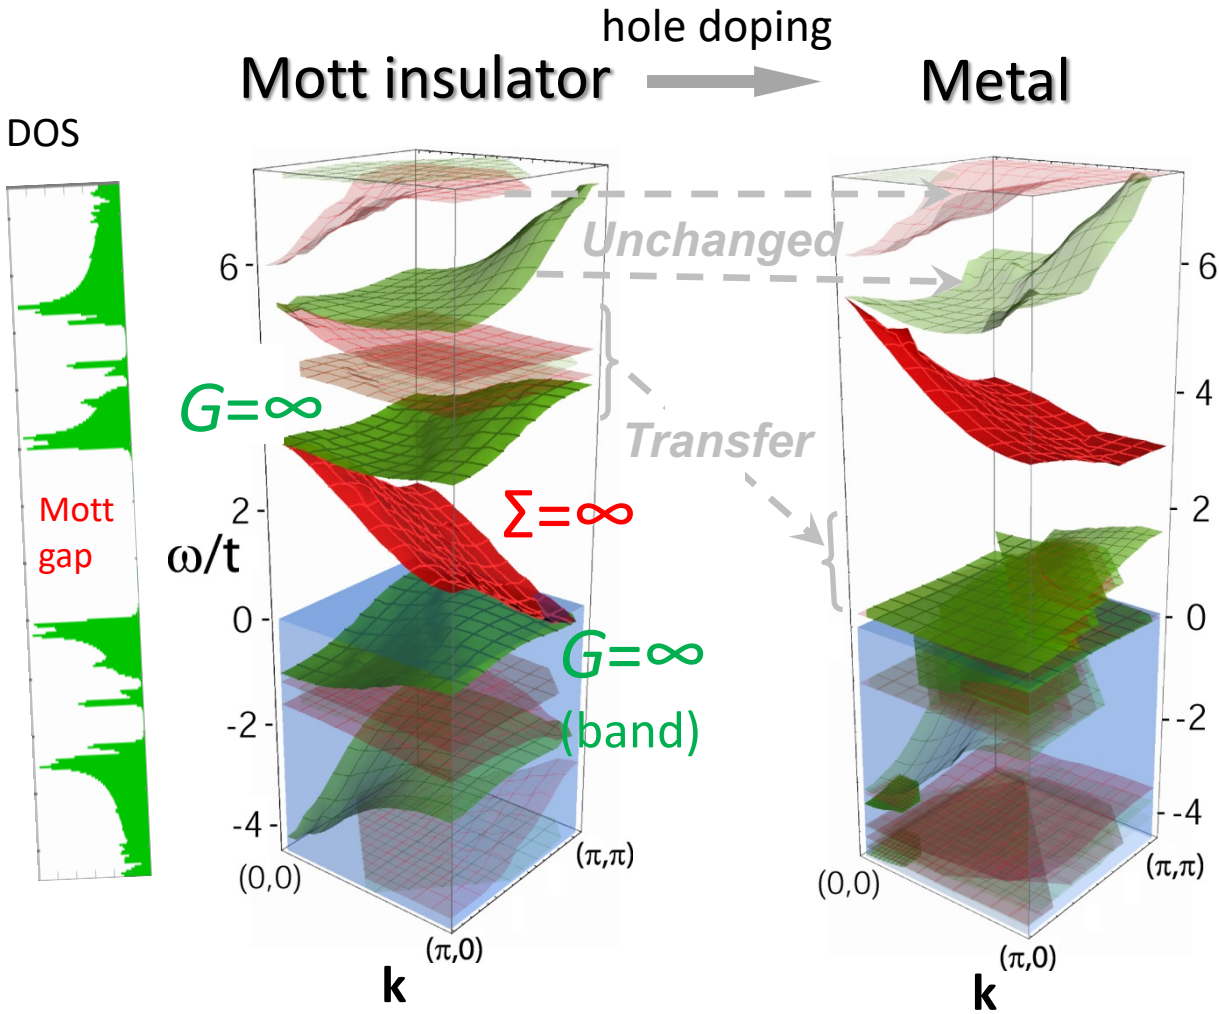 hole doping
Mott insulator
Metal
DOS
Unchanged
6
6
G=∞
4
Transfer
Mott
gap
2
Σ=∞
2
ω/t
0
0
G=∞
(band)
-2
-2
-4
-4
(0,0)
(π,π)
(π,0)
k
(0,0)
(π,π)
(π,0)
k